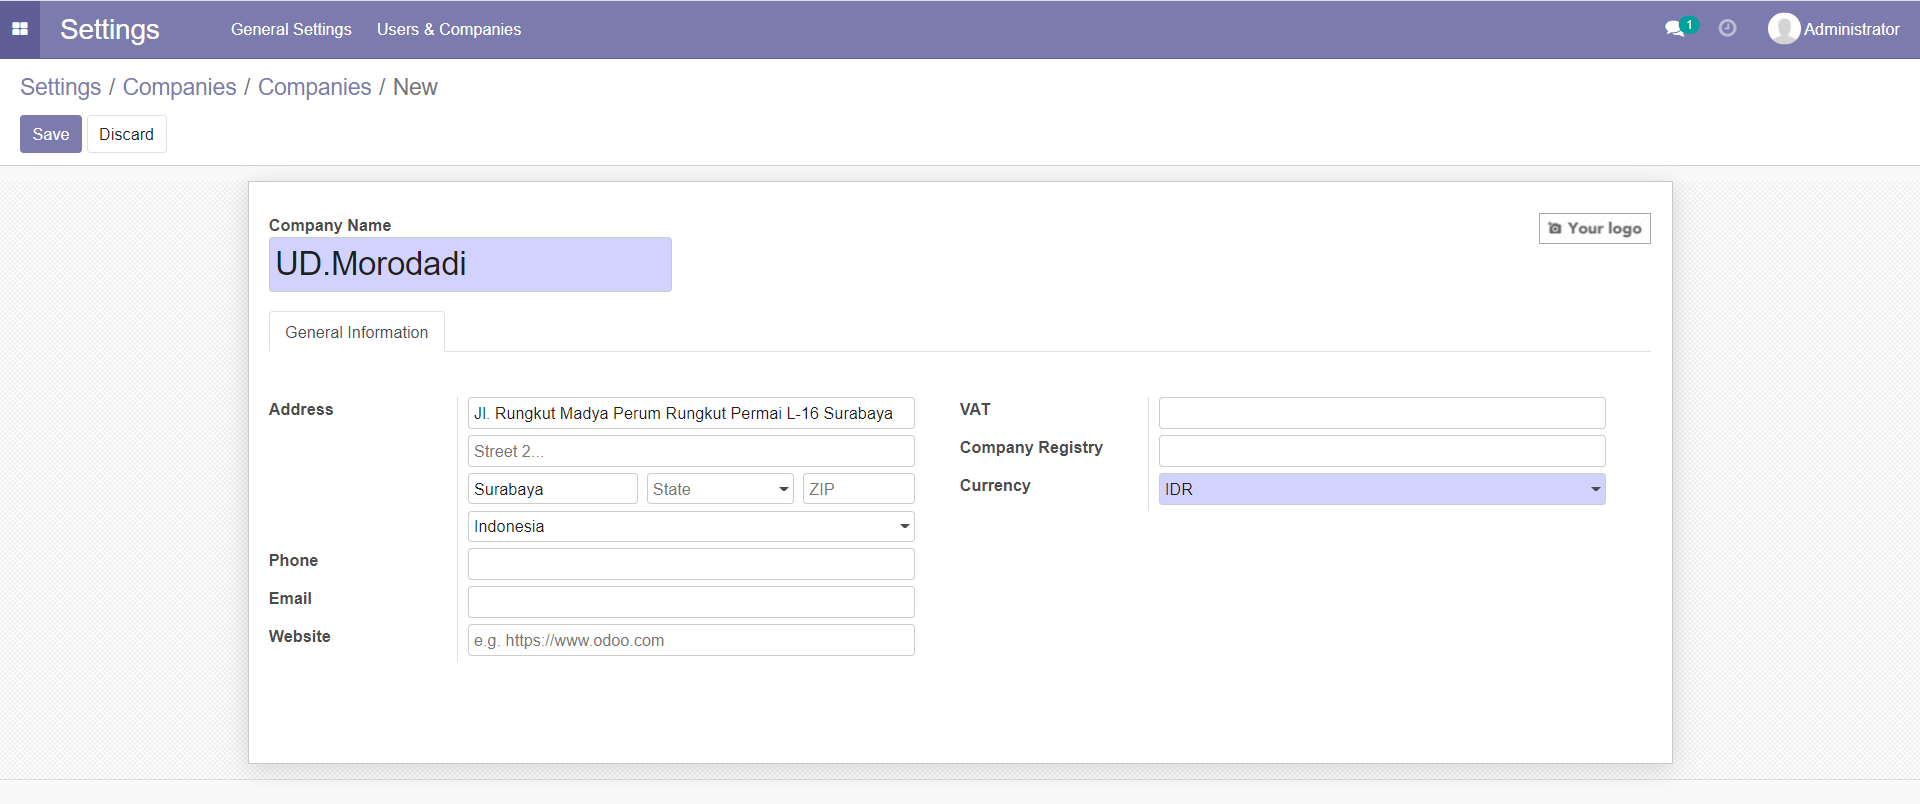 Settings General Settings Users & Companies 1 Administrator
Settings / Companies / Companies / New
Save Discard
Company Name
Your logo
UD.Morodadi
General Information
Address Jl. Rungkut Madya Perum Rungkut Permai L-16 Surabaya VAT
Street 2... Company Registry
Surabaya State ZIP Currency IDR
Indonesia
Phone
Email
Website e.g. https://www.odoo.com